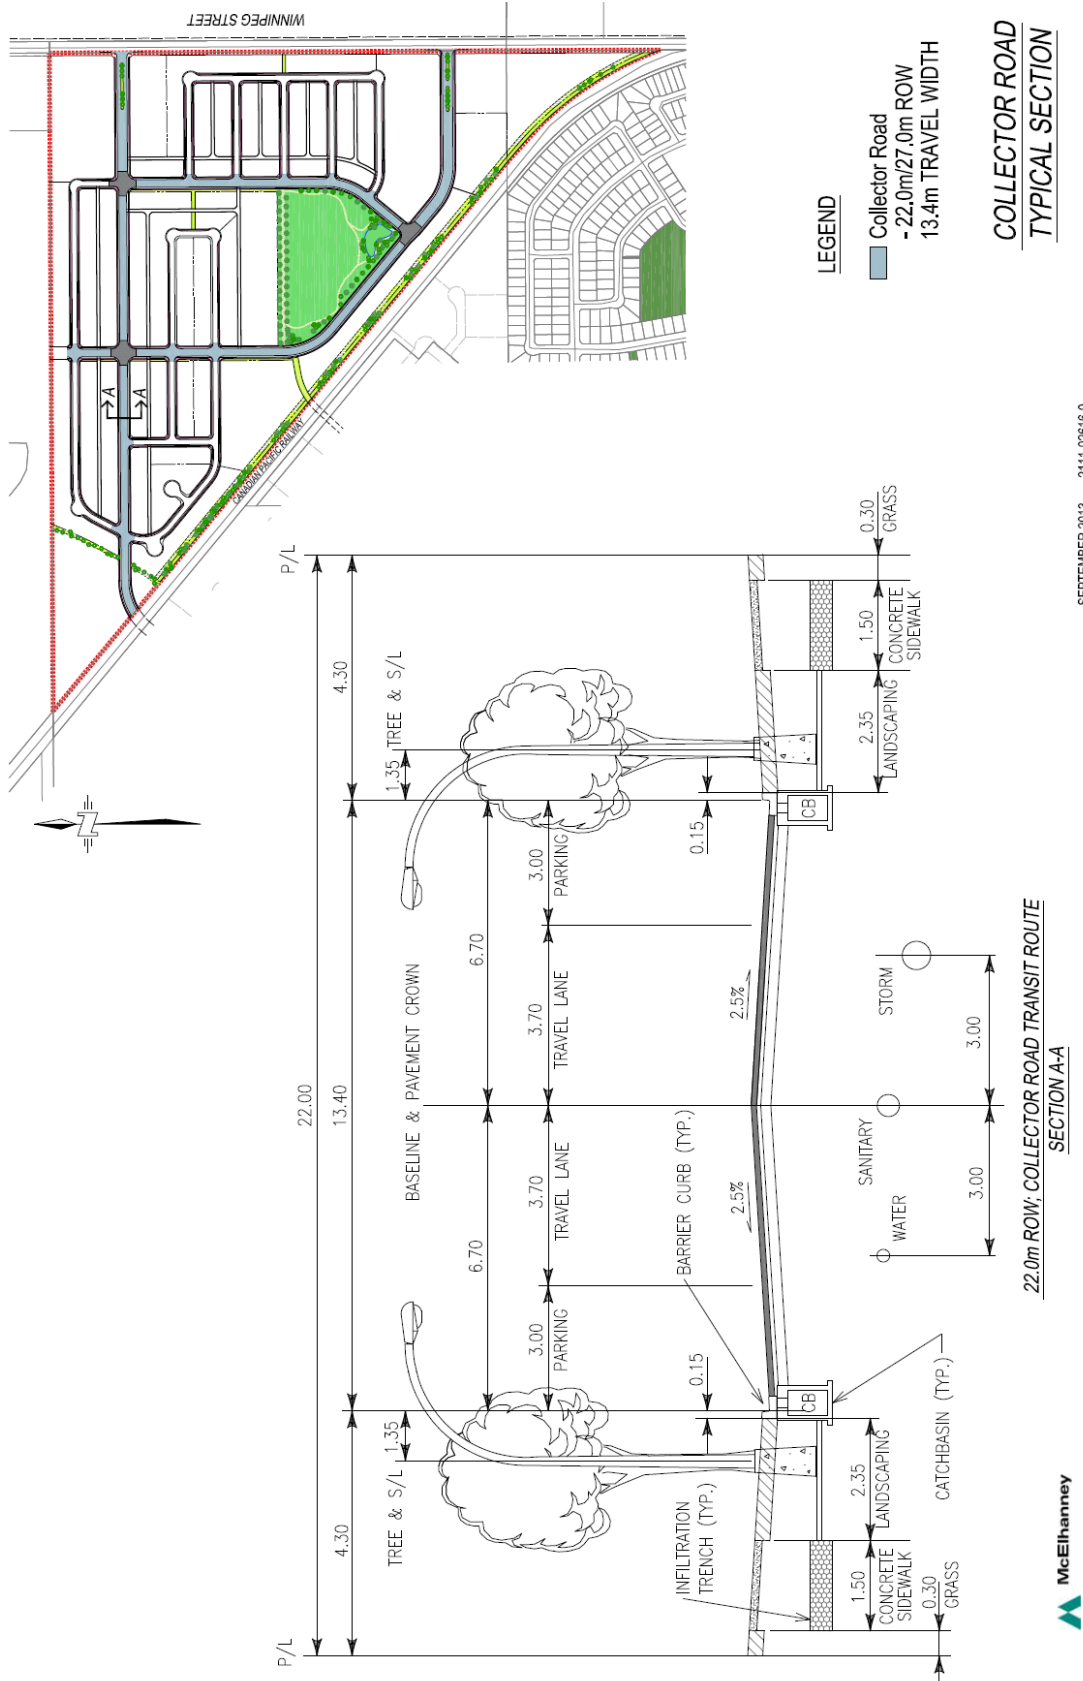 WINNIPEG STREET
CANADIAN PACIFIC RAILWAY
A
A
N
LEGEND
Collector Road
- 22.0m/27.0m ROW
13.4m TRAVEL WIDTH
COLLECTOR ROAD
TYPICAL SECTION
P/L
P/L
22.00
4.30
13.40
4.30
TREE & S/L
1.35
1.35
TREE & S/L
BASELINE & PAVEMENT CROWN
6.70
6.70
3.00
PARKING
3.70
TRAVEL LANE
3.70
TRAVEL LANE
3.00
PARKING
0.15
0.15
BARRIER CURB (TYP.)
2.5%
2.5%
INFILTRATION
TRENCH (TYP.)
CB
CB
0.30
GRASS
1.50
CONCRETE
SIDEWALK
2.35
LANDSCAPING
CATCHBASIN (TYP.)
WATER
SANITARY
STORM
3.00
3.00
2.35
LANDSCAPING
1.50
CONCRETE
SIDEWALK
0.30
GRASS
22.0m ROW; COLLECTOR ROAD TRANSIT ROUTE
SECTION A-A
McElhanney